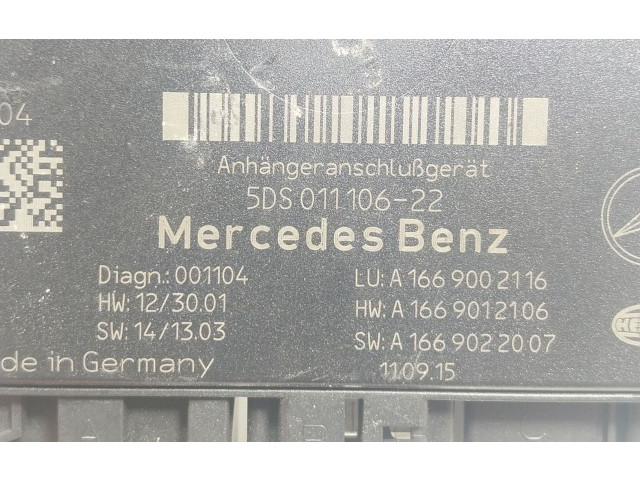 04
Anhängeranschlußgerät
5DS 011 106-22
Mercedes Benz
Diagn.: 001104
LU: A 166 900 21 16
HW: 12/30.01
HW: A 166 901 21 06
SW: 14/13.03
SW: A 166 902 20 07
de in Germany
11.09.15